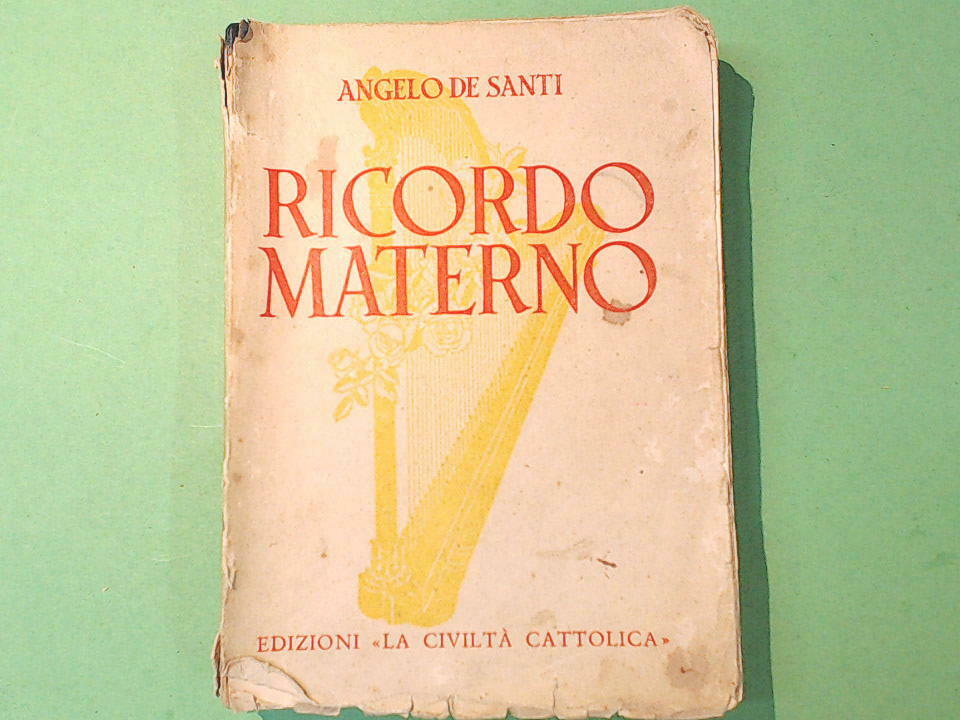 ANGELO DE SANTI
RICORDO
MATERNO
EDIZIONI «LA CIVILTÀ CATTOLICA»